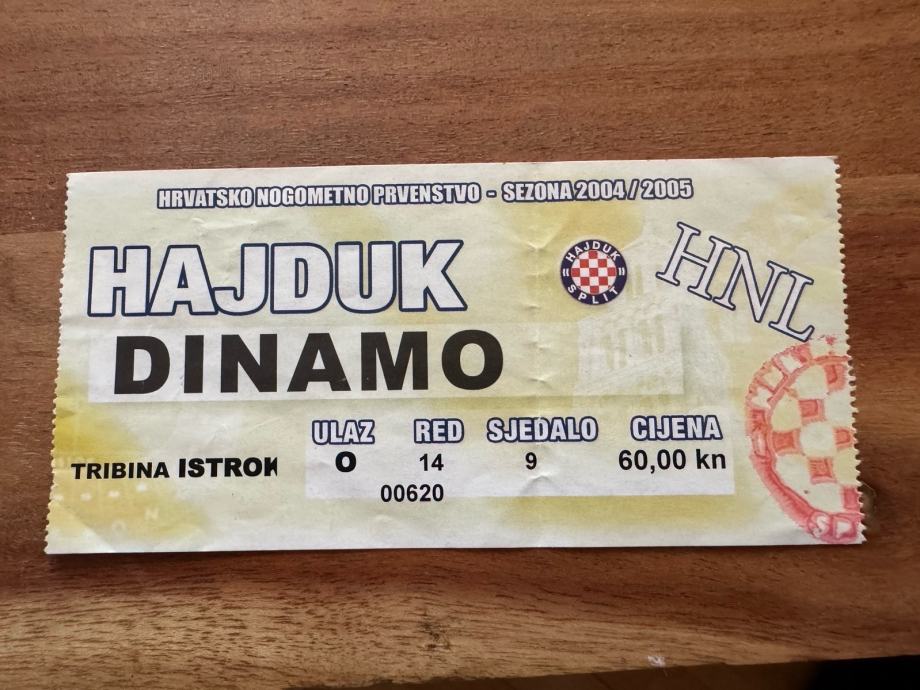 HRVATSKO NOGOMETNO PRVENSTVO - SEZONA 2004 / 2005
HAJDUK
HAJDUK
SPLIT
HNL
DINAMO
ULAZ RED SJEDALO CIJENA
TRIBINA ISTROK O 14 9 60,00 kn
00620